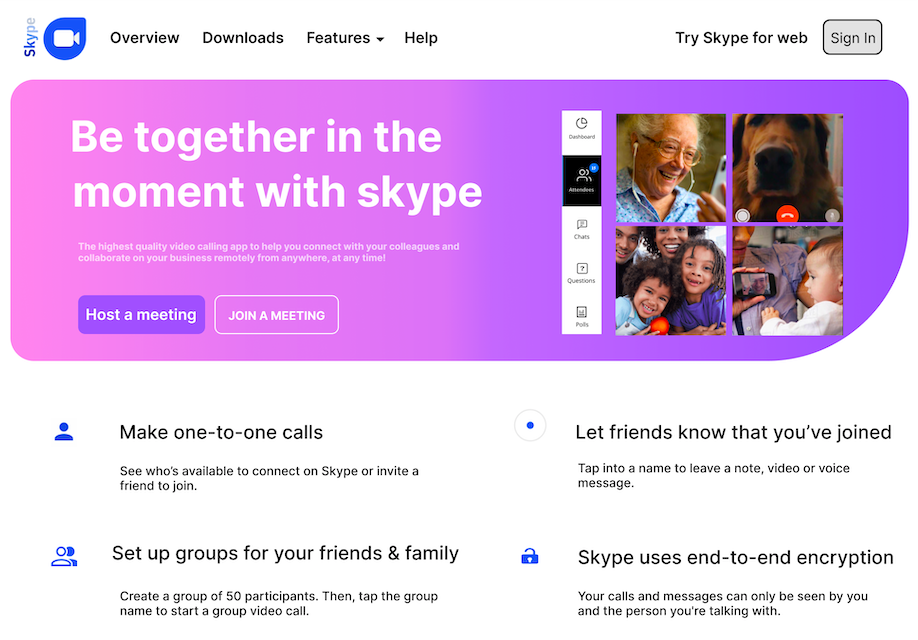 Skype
Overview
Downloads
Features
Help
Try Skype for web
Sign In
Be together in the
moment with skype
The highest quality video calling app to help you connect with your colleagues and
collaborate on your business remotely from anywhere, at any time!
Host a meeting
JOIN A MEETING
Dashboard
Attendees
Chats
Questions
Polls
Make one-to-one calls
See who's available to connect on Skype or invite a
friend to join.
Let friends know that you’ve joined
Tap into a name to leave a note, video or voice
message.
Set up groups for your friends & family
Create a group of 50 participants. Then, tap the group
name to start a group video call.
Skype uses end-to-end encryption
Your calls and messages can only be seen by you
and the person you're talking with.